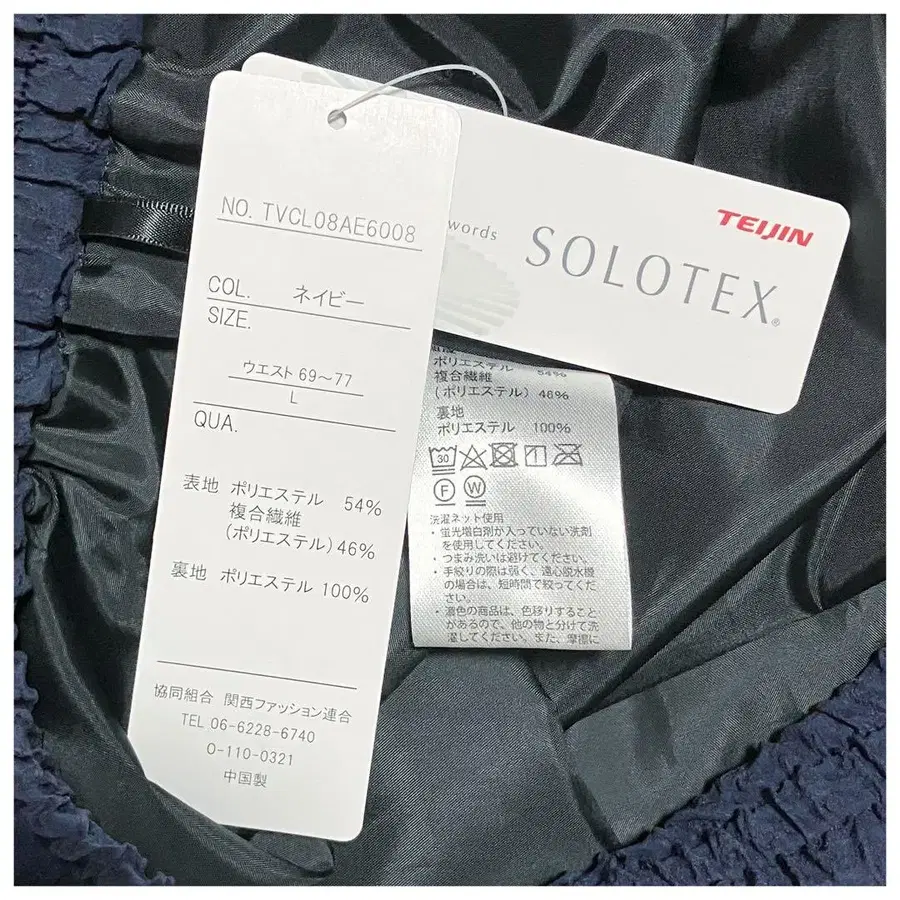 NO. TVCL08AE6008
COL. ネイビー
SIZE.
ウエスト 69～77
L
QUA.
表地 ポリエステル 54%
複合繊維
(ポリエステル) 46%
裏地 ポリエステル 100%
協同組合 関西ファッション連合
TEL 06-6228-6740
O-110-0321
中国製
TEIJIN
words
SOLOTEX®
ポリエステル 54%
複合繊維
(ポリエステル) 46%
裏地
ポリエステル 100%
30
F W
洗濯ネット使用
・蛍光増白剤が入っていない洗剤
を使用してください。
・つまみ洗いは避けてください。
・手絞りの際は弱く、遠心脱水機
の場合は、短時間で絞ってくだ
さい。
・濃色の商品は、色移りすること
があるので、他の物と分けて洗
濯してください。また、摩擦に